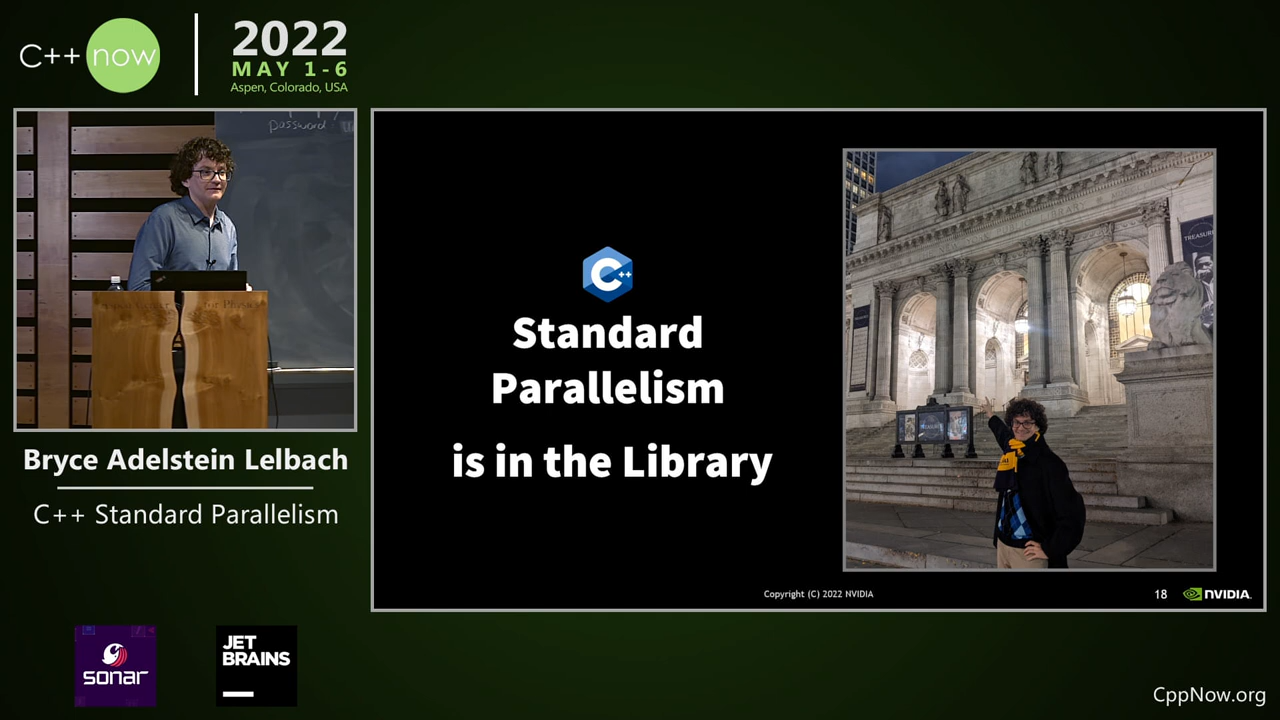 C++ now
2022
MAY 1-6
Aspen, Colorado, USA
password
Bryce Adelstein Lelbach
C++ Standard Parallelism
C++
Standard
Parallelism
is in the Library
TREASURES
Copyright (C) 2022 NVIDIA
18
NVIDIA.
sonar
JET
BRAINS
CppNow.org